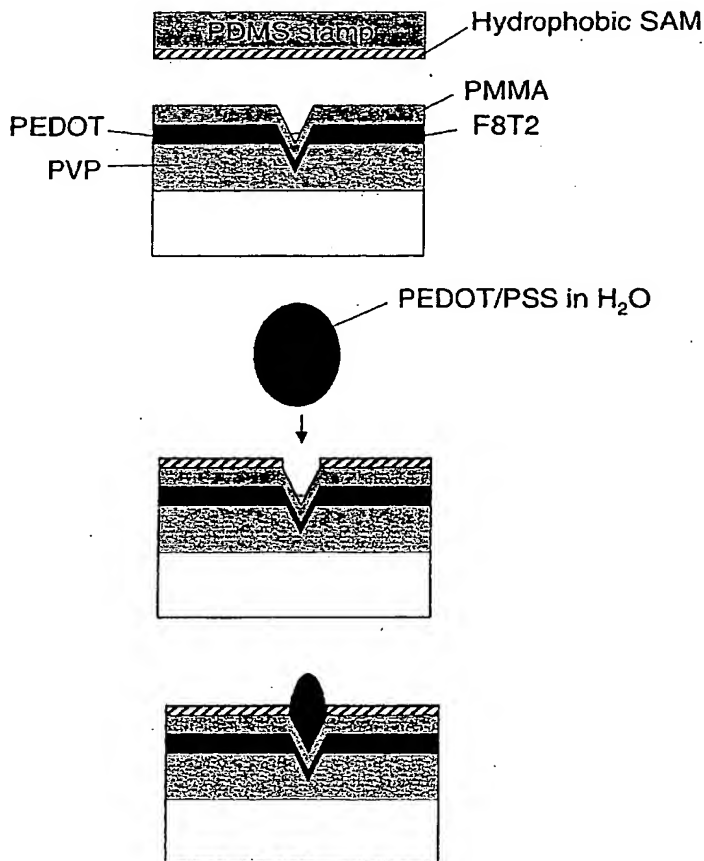 PDMS stamp
Hydrophobic SAM
PMMA
PEDOT
F8T2
PVP
PEDOT/PSS in H₂O